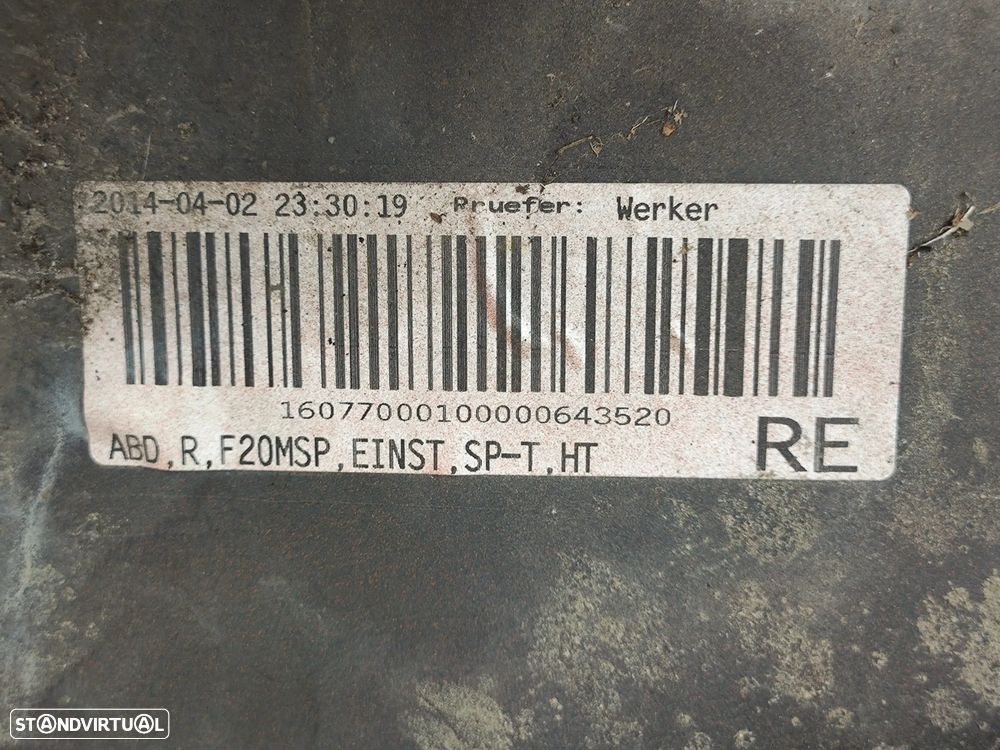 2014-04-02 23:30:19 Pruefer: Werker
16077000100000643520
ABD,R,F20MSP,EINST,SP-T,HT RE
STANDVIRTUAL